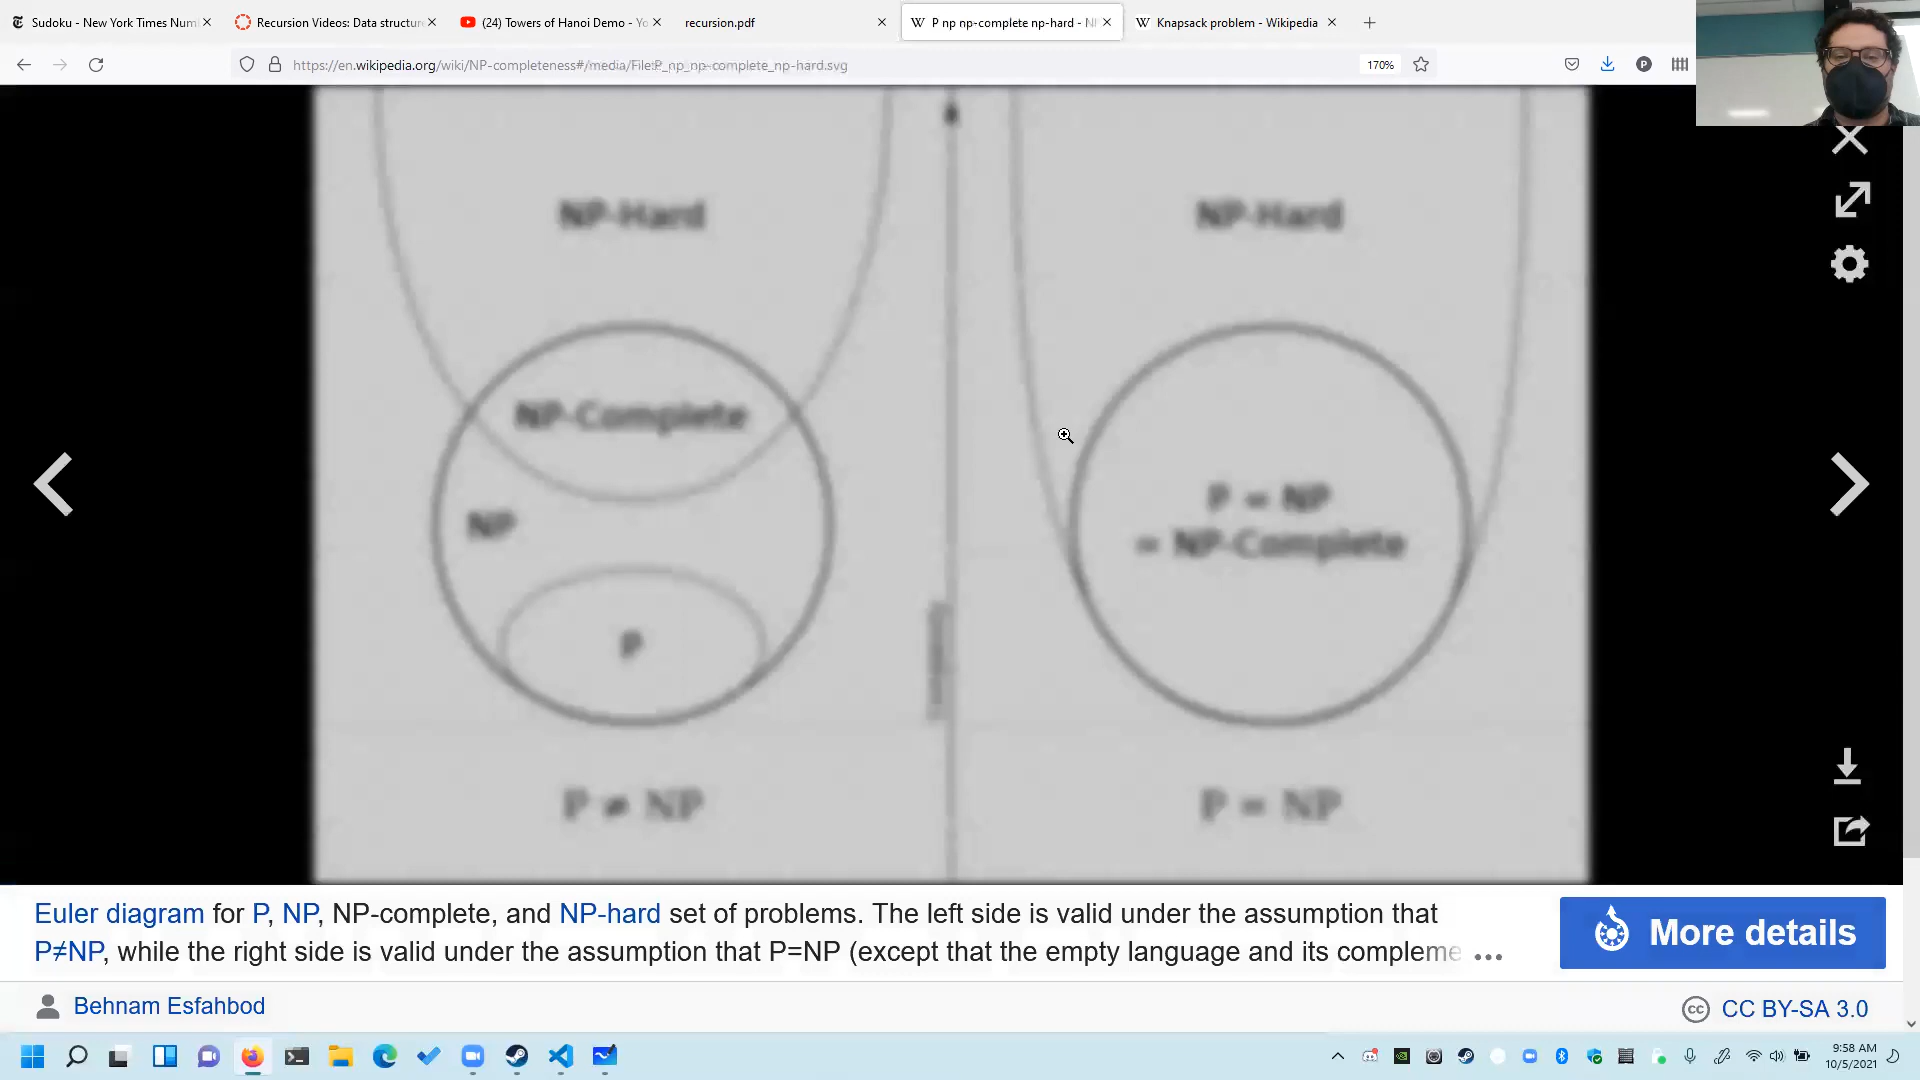 Sudoku - New York Times Num
Recursion Videos: Data structure
(24) Towers of Hanoi Demo - Yo
recursion.pdf
P np np-complete np-hard - N
Knapsack problem - Wikipedia
https://en.wikipedia.org/wiki/NP-completeness#/media/File:P_np_np-complete_np-hard.svg
170%
NP-Hard
NP-Hard
NP-Complete
NP
P = NP
= NP-Complete
P
P ≠ NP
P = NP
Euler diagram for P, NP, NP-complete, and NP-hard set of problems. The left side is valid under the assumption that
P≠NP, while the right side is valid under the assumption that P=NP (except that the empty language and its compleme ...
More details
Behnam Esfahbod
cc
CC BY-SA 3.0
9:58 AM
10/5/2021